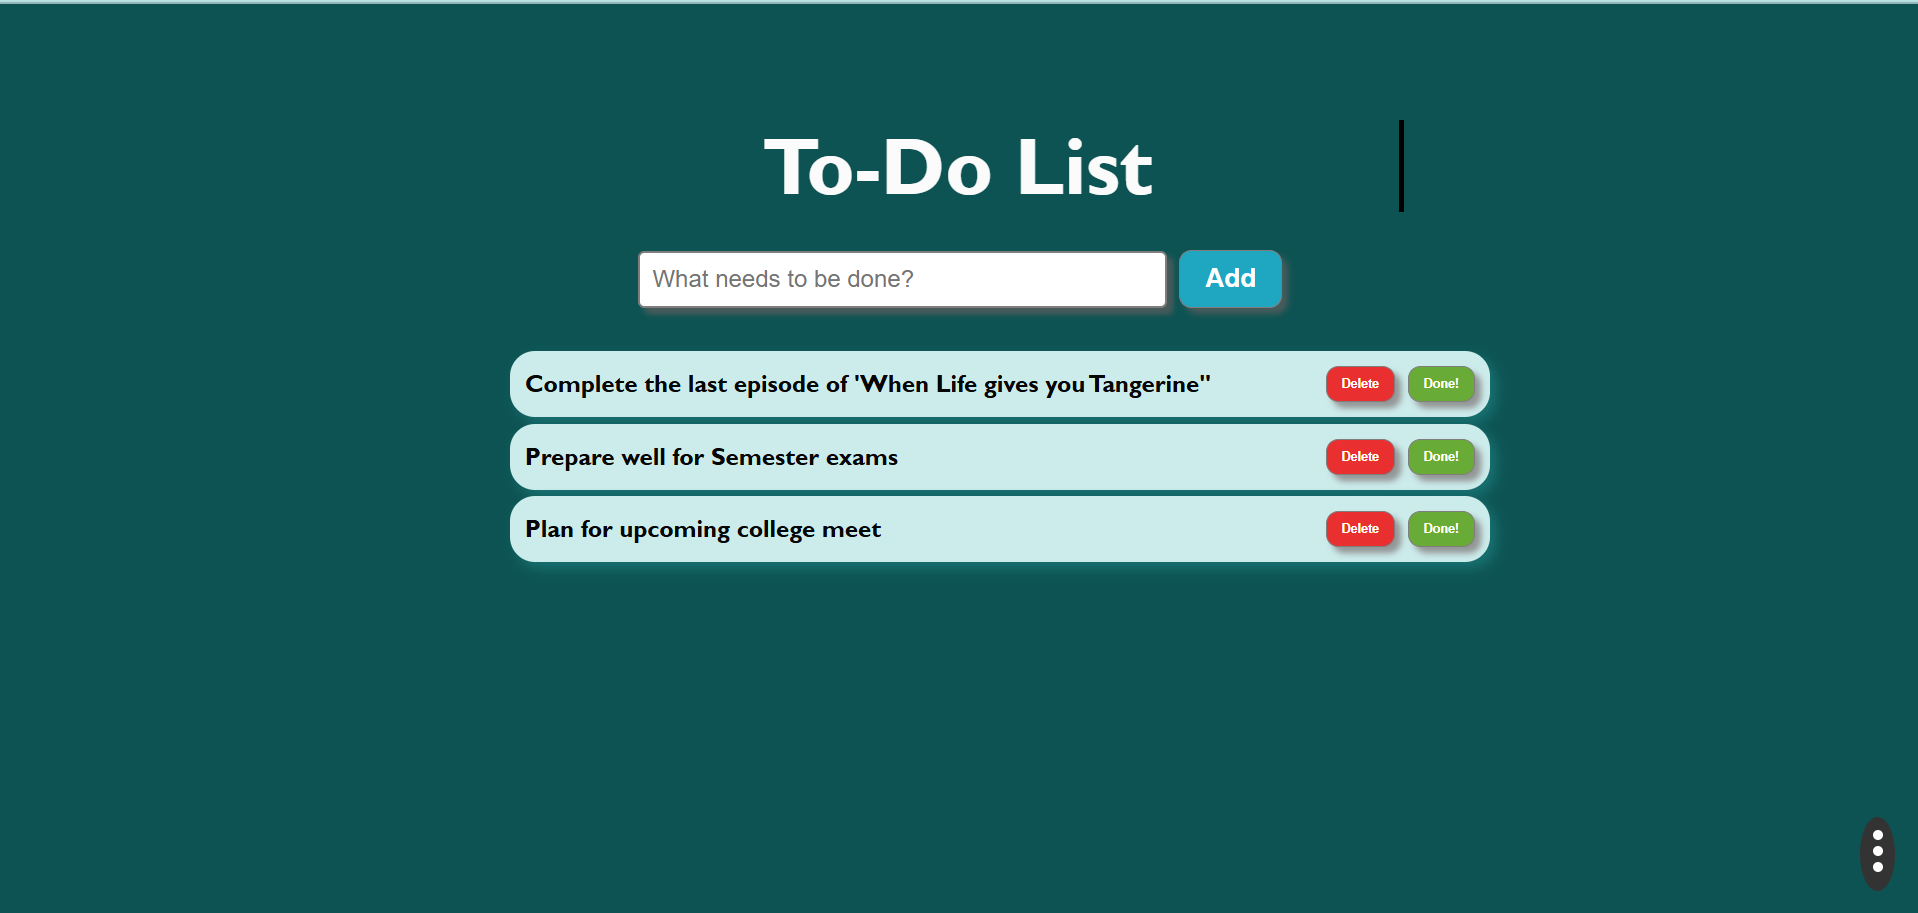 To-Do List
What needs to be done?
Add
Complete the last episode of 'When Life gives you Tangerine"
Delete
Done!
Prepare well for Semester exams
Delete
Done!
Plan for upcoming college meet
Delete
Done!